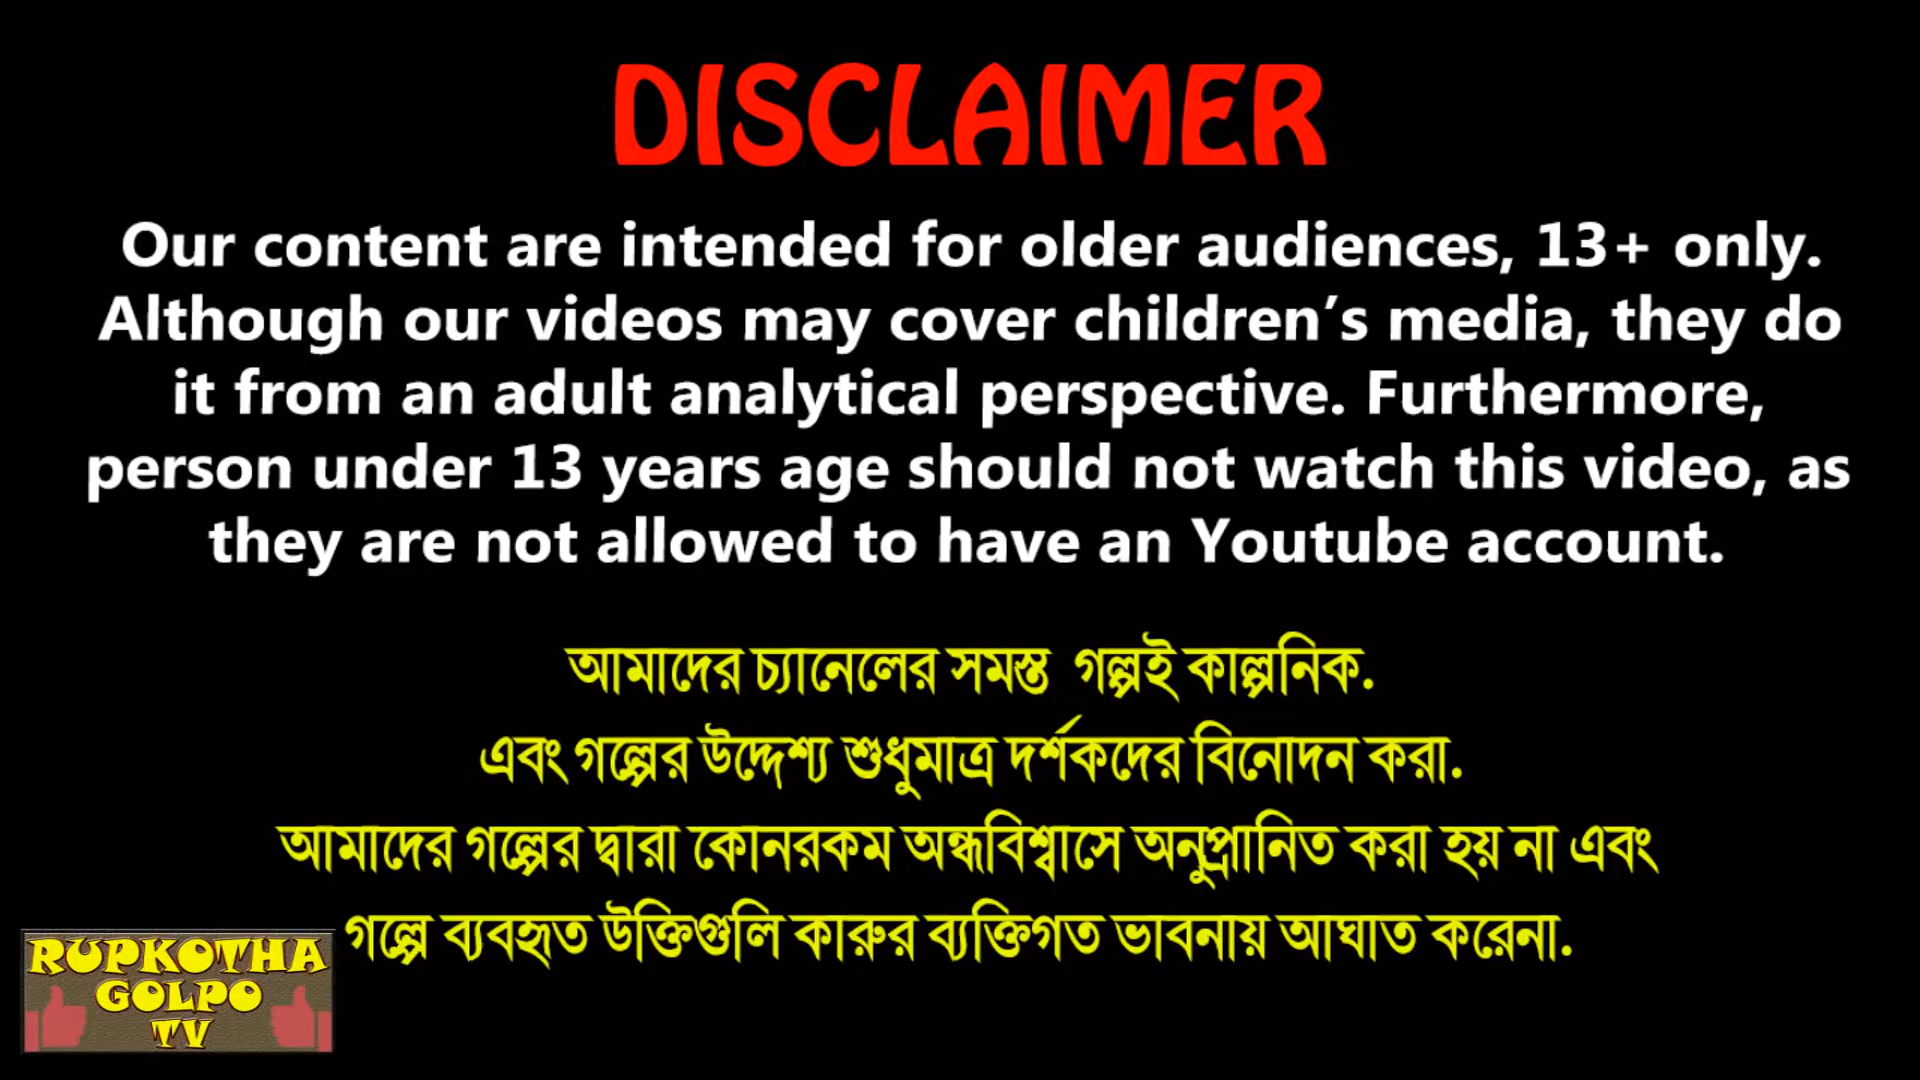 DISCLAIMER
Our content are intended for older audiences, 13+ only.
Although our videos may cover children’s media, they do
it from an adult analytical perspective. Furthermore,
person under 13 years age should not watch this video, as
they are not allowed to have an Youtube account.
আমাদের চ্যানেলের সমস্ত গল্পই কাল্পনিক.
এবং গল্পের উদ্দেশ্য শুধুমাত্র দর্শকদের বিনোদন করা.
আমাদের গল্পের দ্বারা কোনরকম অন্ধবিশ্বাসে অনুপ্রানিত করা হয় না এবং
গল্পে ব্যবহৃত উক্তিগুলি কারুর ব্যক্তিগত ভাবনায় আঘাত করেনা.
RUPKOTHA
GOLPO
TV